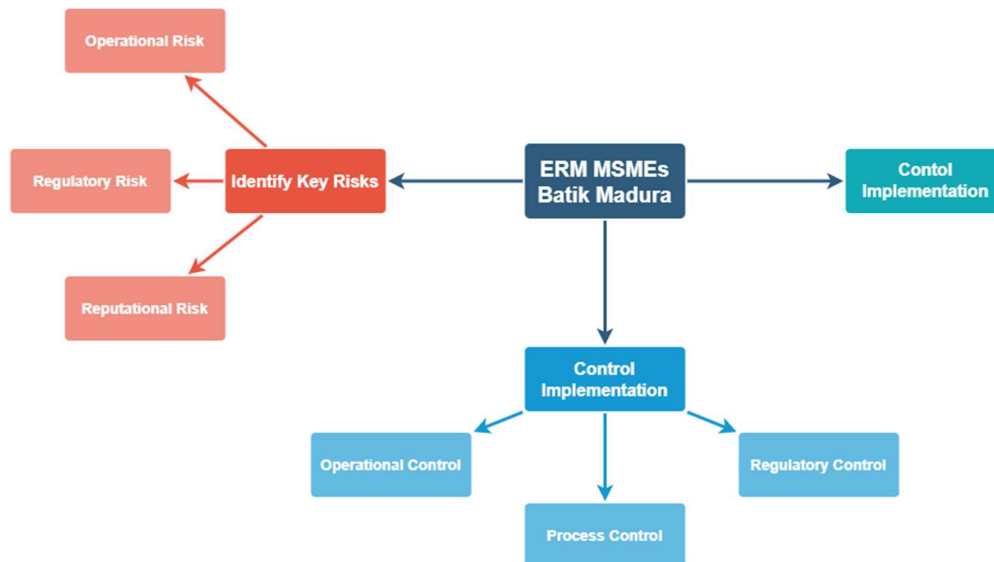 Operational Risk
Regulatory Risk
Identify Key Risks
ERM MSMEs
Batik Madura
Contol
Implementation
Reputational Risk
Control
Implementation
Operational Control
Regulatory Control
Process Control